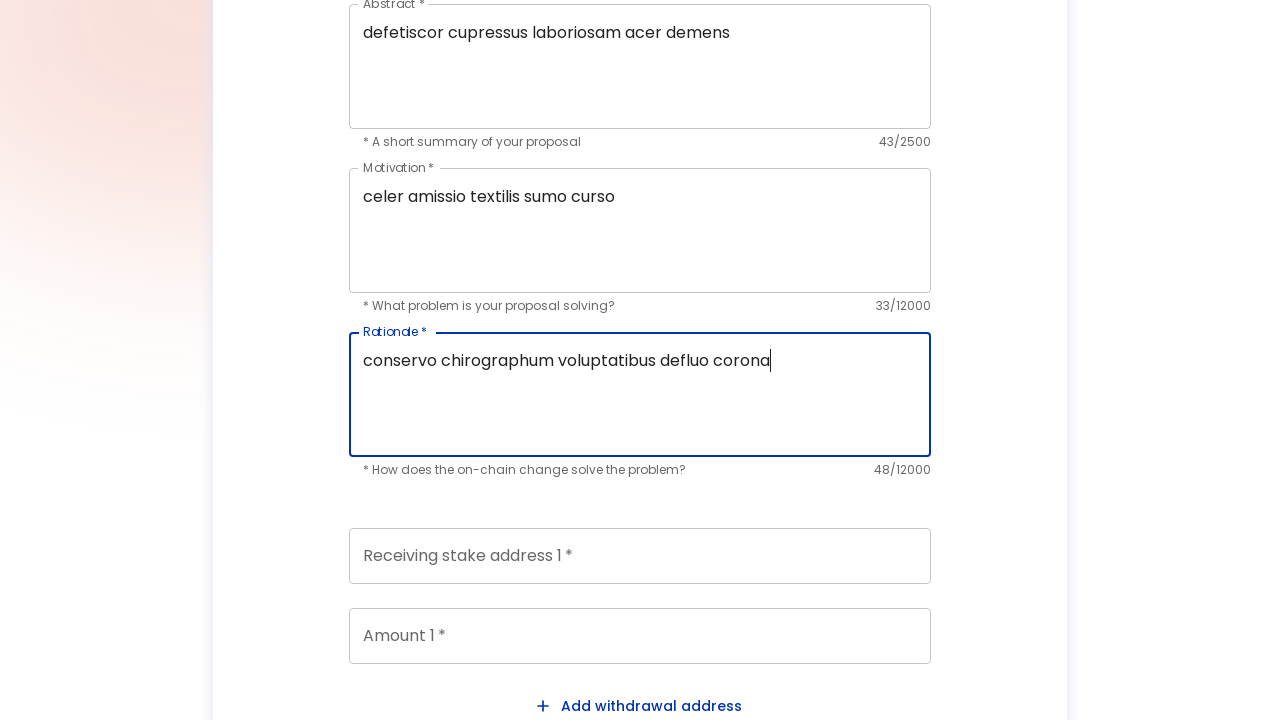 Abstract *
defetiscor cupressus laboriosam acer demens
* A short summary of your proposal 43/2500
Motivation *
celer amissio textilis sumo curso
* What problem is your proposal solving? 33/12000
Rationale *
conservo chirographum voluptatibus defluo corona
* How does the on-chain change solve the problem? 48/12000
Receiving stake address 1 *
Amount 1 *
+ Add withdrawal address